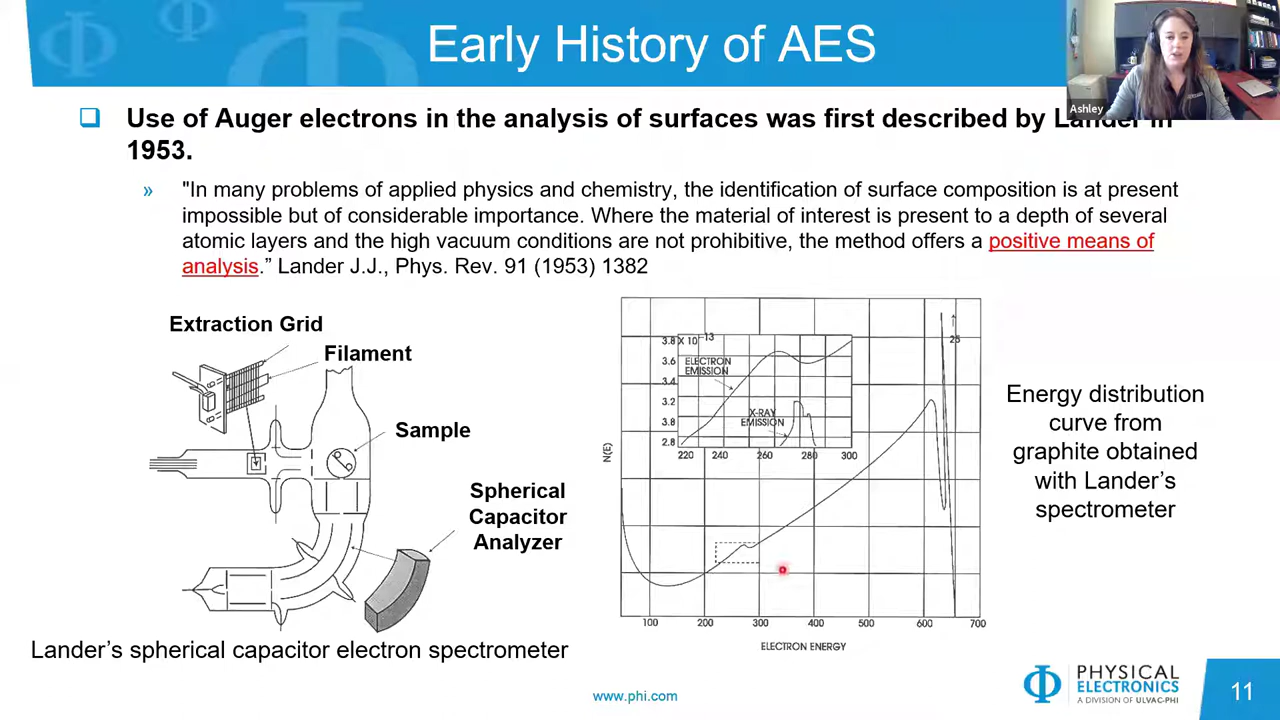 Early History of AES
Ashley
Use of Auger electrons in the analysis of surfaces was first described by Lander in
1953.
» "In many problems of applied physics and chemistry, the identification of surface composition is at present
impossible but of considerable importance. Where the material of interest is present to a depth of several
atomic layers and the high vacuum conditions are not prohibitive, the method offers a positive means of
analysis.” Lander J.J., Phys. Rev. 91 (1953) 1382
Extraction Grid
Filament
Sample
Spherical
Capacitor
Analyzer
Lander’s spherical capacitor electron spectrometer
3.8 X 10-13
3.6
3.4
3.2
3.8
2.8
ELECTRON
EMISSION
X-RAY
EMISSION
220 240 260 280 300
25
N(E)
100 200 300 400 500 600 700
ELECTRON ENERGY
Energy distribution
curve from
graphite obtained
with Lander’s
spectrometer
www.phi.com
PHYSICAL
ELECTRONICS
A DIVISION OF ULVAC-PHI
11